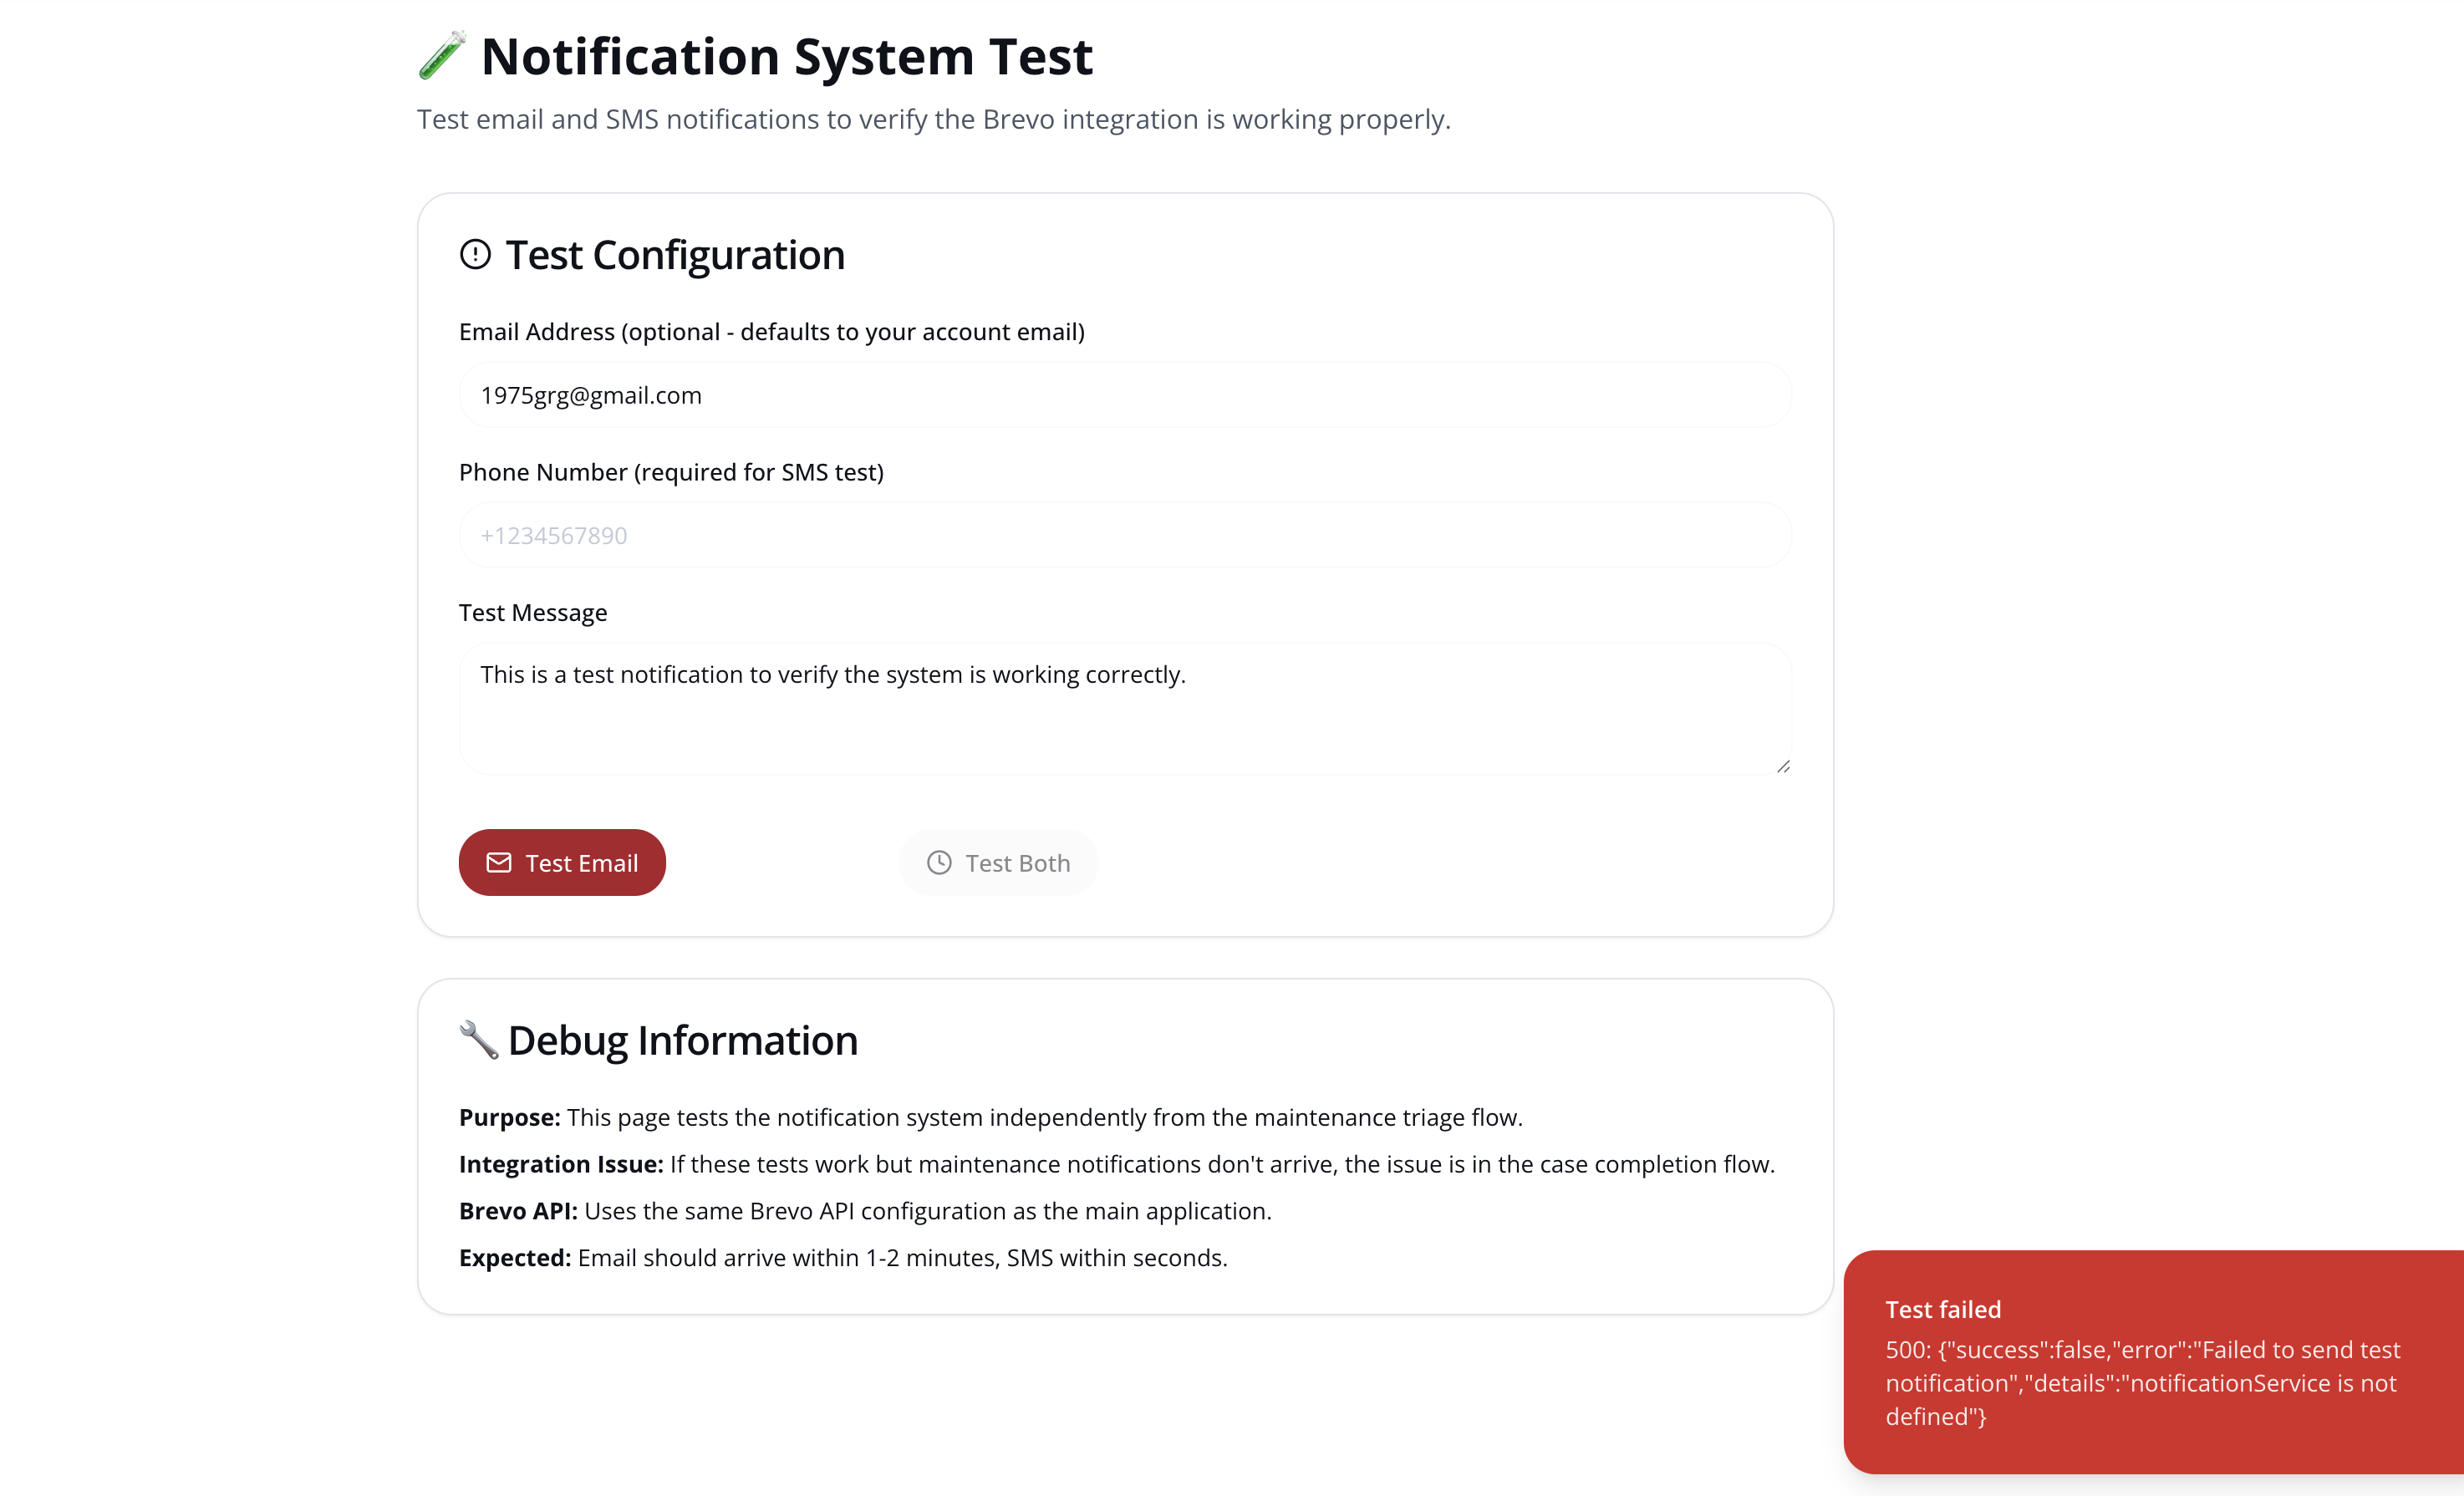 Notification System Test
Test email and SMS notifications to verify the Brevo integration is working properly.
Test Configuration
Email Address (optional - defaults to your account email)
1975grg@gmail.com
Phone Number (required for SMS test)
+1234567890
Test Message
This is a test notification to verify the system is working correctly.
Test Email
Test Both
Debug Information
Purpose: This page tests the notification system independently from the maintenance triage flow.
Integration Issue: If these tests work but maintenance notifications don't arrive, the issue is in the case completion flow.
Brevo API: Uses the same Brevo API configuration as the main application.
Expected: Email should arrive within 1-2 minutes, SMS within seconds.
Test failed
500: {"success":false,"error":"Failed to send test
notification","details":"notificationService is not
defined"}